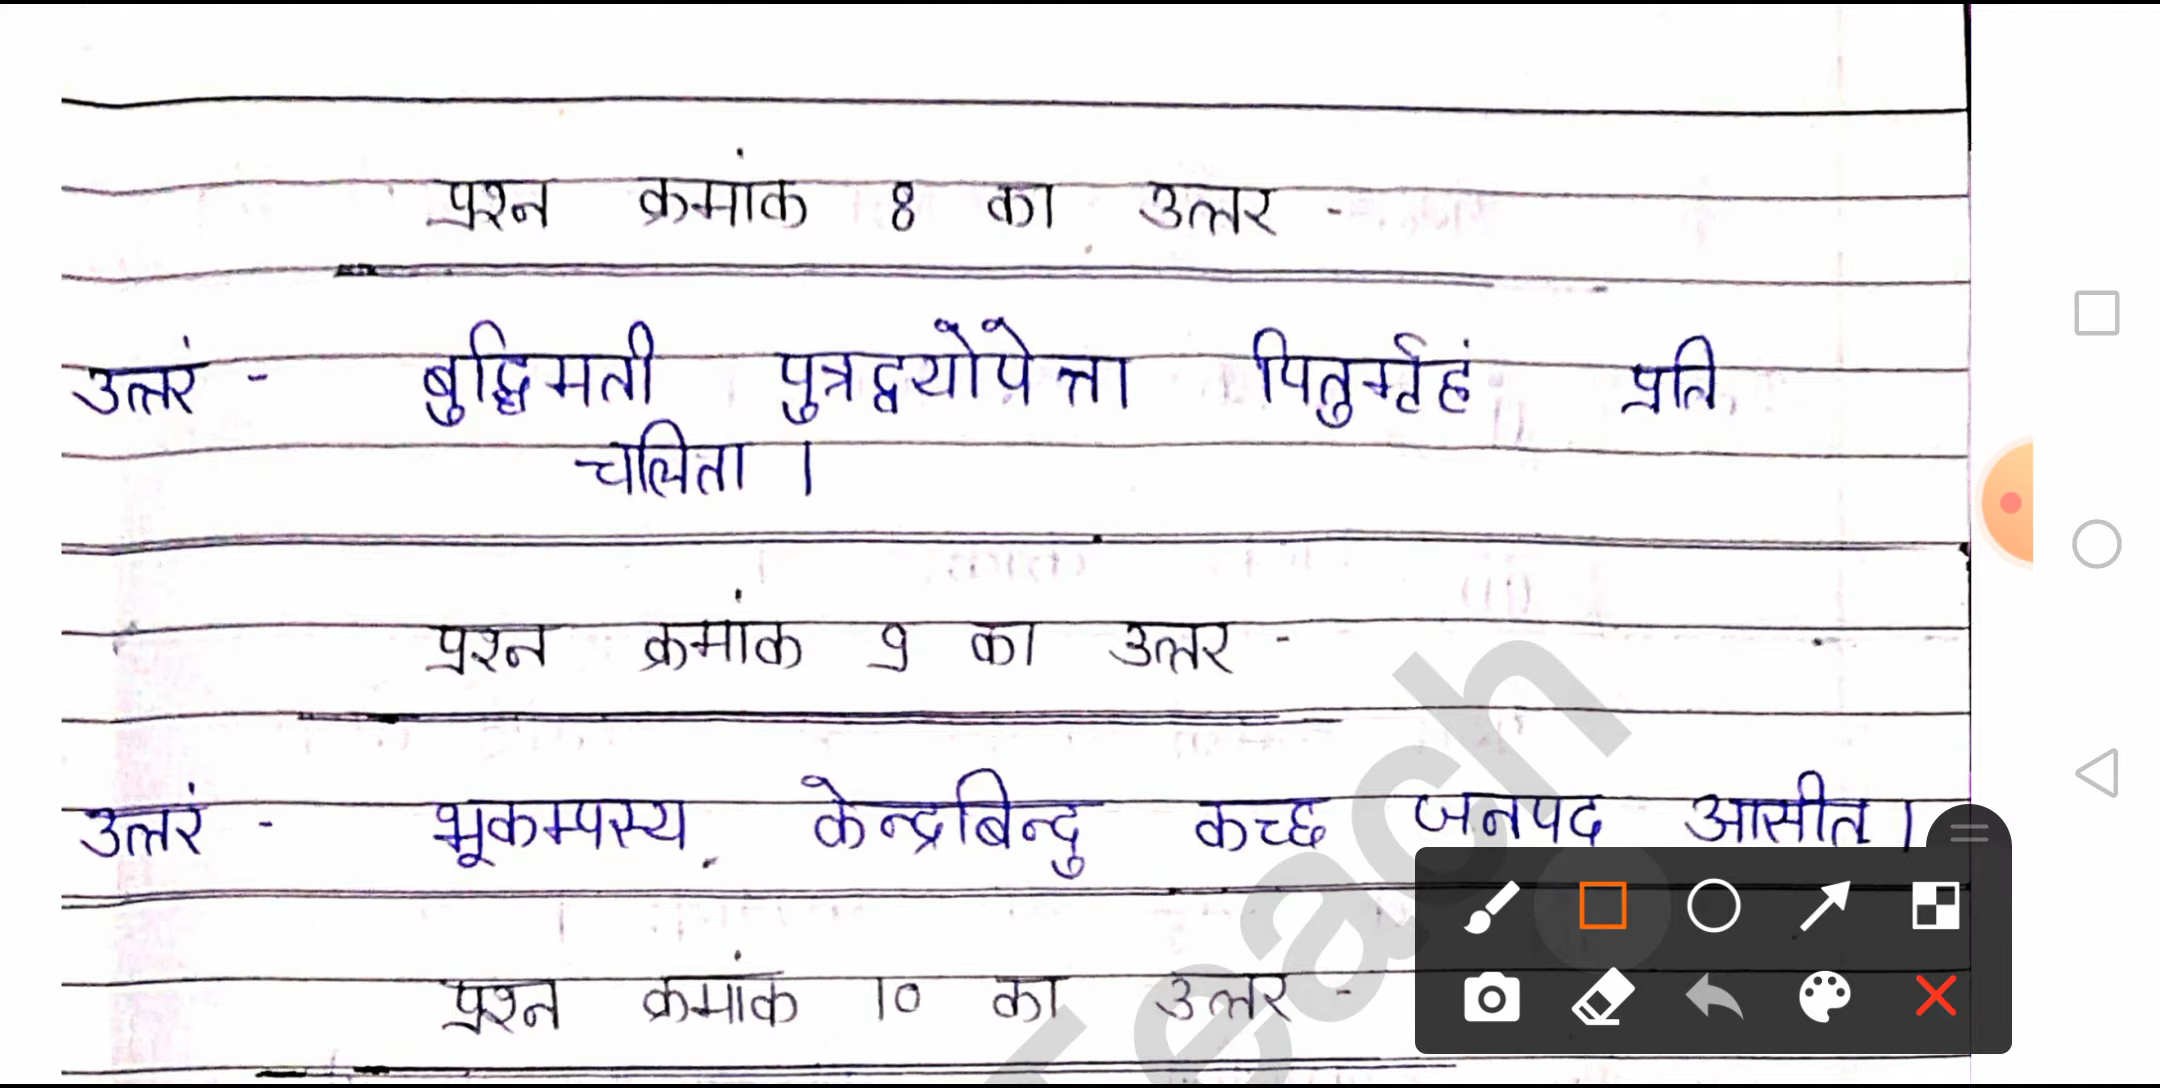 प्रश्न क्रमांक 8 का उत्तर -
उत्तरं - बुद्धिमती पुत्रद्वयोपेत्ता पितुर्गृहं प्रति
चलिता ।
प्रश्न क्रमांक 9 का उत्तर -
उत्तरं - भूकम्पस्य केन्द्रबिन्दु कच्छ जनपद आसीत ।
प्रश्न क्रमांक 10 का उत्तर -
Teach